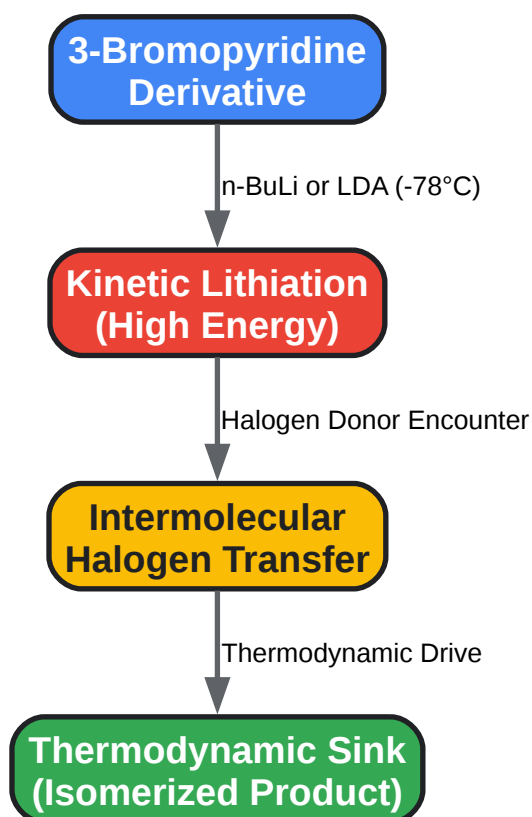 3-Bromopyridine
Derivative
n-BuLi or LDA (-78°C)
Kinetic Lithiation
(High Energy)
Halogen Donor Encounter
Intermolecular
Halogen Transfer
Thermodynamic Drive
Thermodynamic Sink
(Isomerized Product)